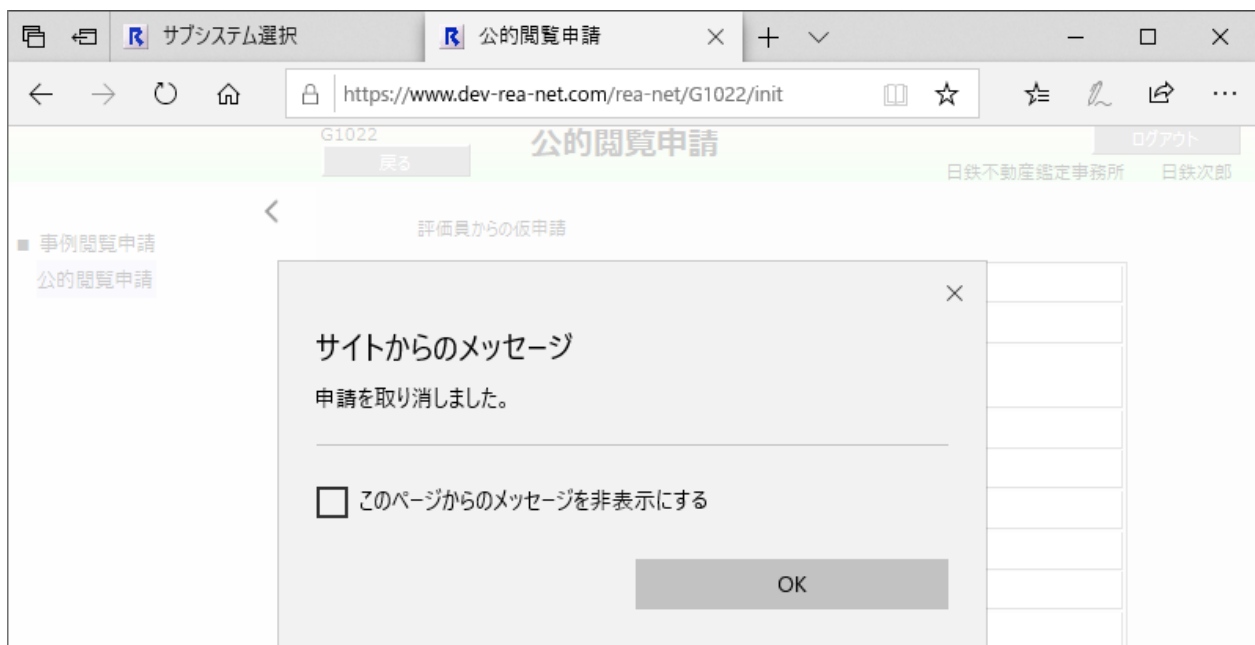 サブシステム選択
公的閲覧申請
https://www.dev-rea-net.com/rea-net/G1022/init
G1022
公的閲覧申請
ログアウト
戻る
日鉄不動産鑑定事務所 日鉄次郎
評価員からの仮申請
■ 事例閲覧申請
公的閲覧申請
サイトからのメッセージ
申請を取り消しました。
このページからのメッセージを非表示にする
OK